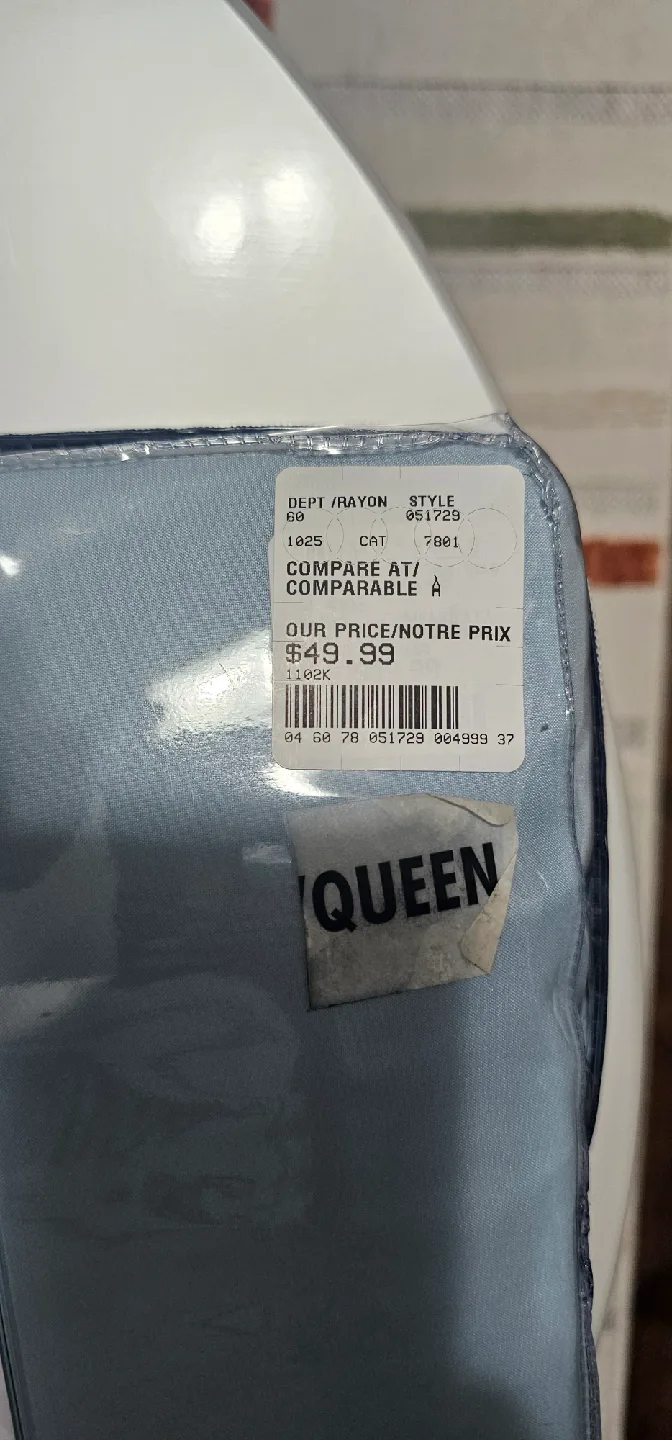 DEPT /RAYON STYLE
60 051729
1025 CAT 7801
COMPARE AT/
COMPARABLE À
OUR PRICE/NOTRE PRIX
$49.99
1102K
04 60 78 051729 004999 37
QUEEN